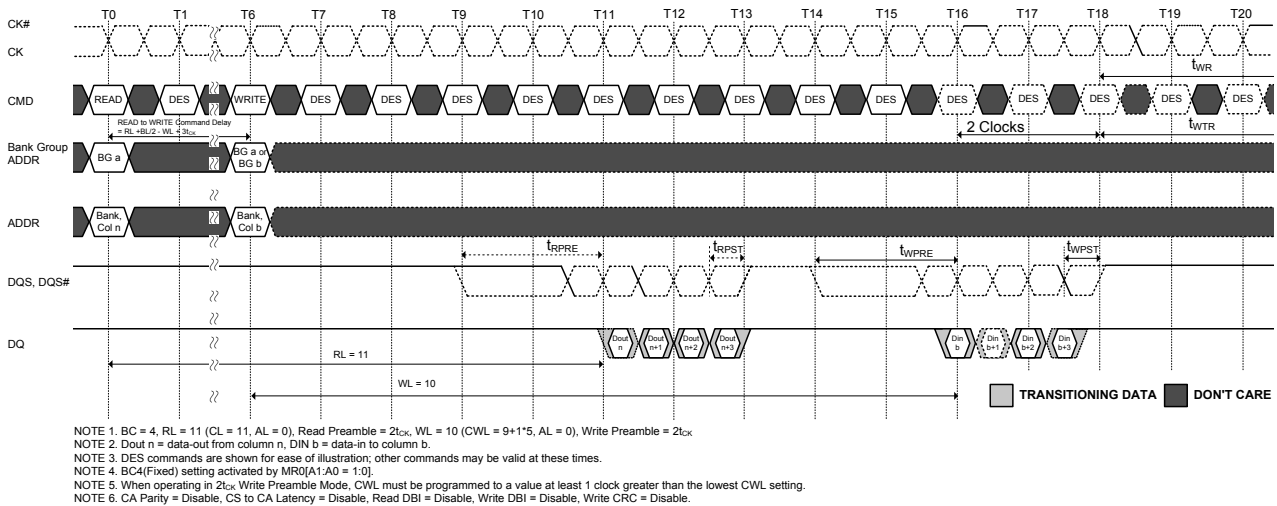 T0 T1 T6 T7 T8 T9 T10 T11 T12 T13 T14 T15 T16 T17 T18 T19 T20
CK#
CK
tWR
CMD READ DES WRITE DES DES DES DES DES DES DES DES DES DES DES DES DES DES
READ to WRITE Command Delay
= RL +BL/2 - WL + 3tCK
2 Clocks
tWTR
Bank Group
ADDR
BG a
BG a or
BG b
ADDR
Bank,
Col n
Bank,
Col b
tRPRE tRPST tWPRE tWPST
DQS, DQS#
DQ
Dout
n
Dout
n+1
Dout
n+2
Dout
n+3
Din
b
Din
b+1
Din
b+2
Din
b+3
RL = 11
WL = 10
TRANSITIONING DATA DON'T CARE
NOTE 1. BC = 4, RL = 11 (CL = 11, AL = 0), Read Preamble = 2tCK, WL = 10 (CWL = 9+1*5, AL = 0), Write Preamble = 2tCK
NOTE 2. Dout n = data-out from column n, DIN b = data-in to column b.
NOTE 3. DES commands are shown for ease of illustration; other commands may be valid at these times.
NOTE 4. BC4(Fixed) setting activated by MR0[A1:A0 = 1:0].
NOTE 5. When operating in 2tCK Write Preamble Mode, CWL must be programmed to a value at least 1 clock greater than the lowest CWL setting.
NOTE 6. CA Parity = Disable, CS to CA Latency = Disable, Read DBI = Disable, Write DBI = Disable, Write CRC = Disable.